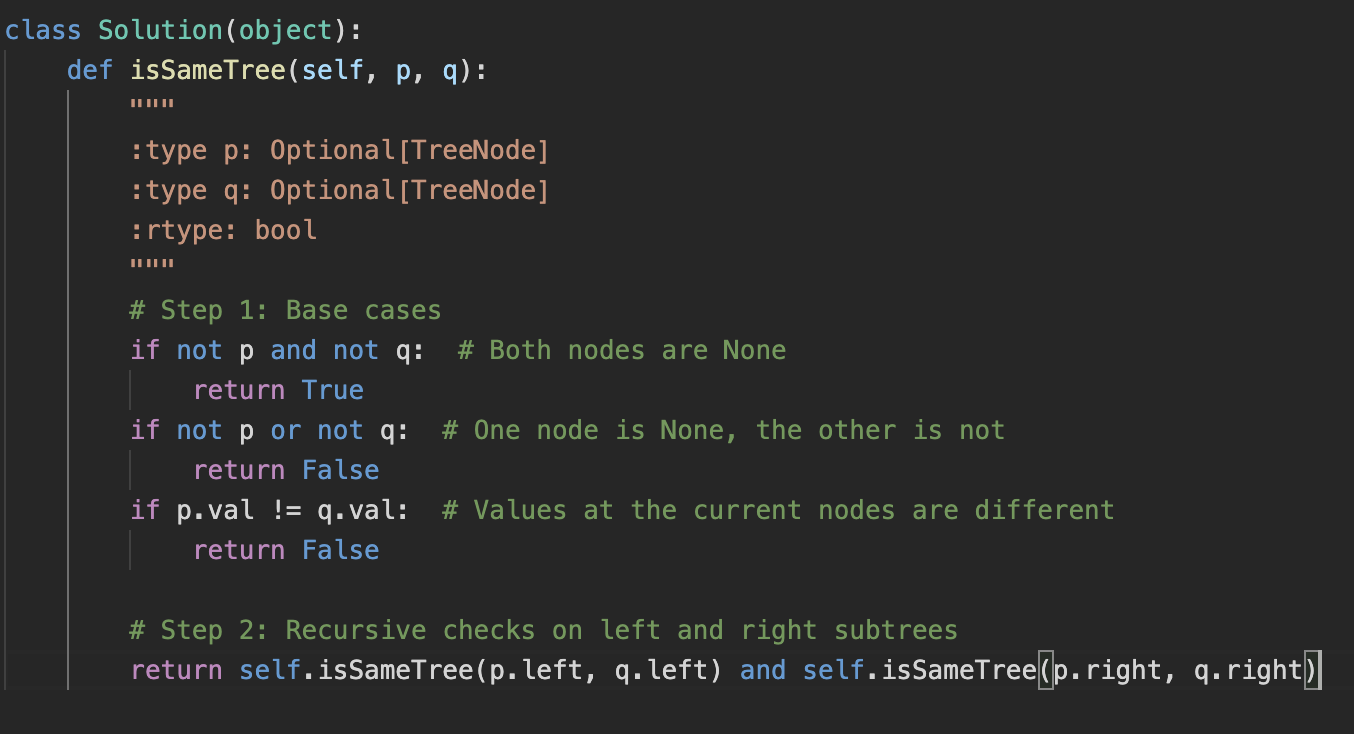 class Solution(object):
    def isSameTree(self, p, q):
        """
        :type p: Optional[TreeNode]
        :type q: Optional[TreeNode]
        :rtype: bool
        """
        # Step 1: Base cases
        if not p and not q:  # Both nodes are None
            return True
        if not p or not q:  # One node is None, the other is not
            return False
        if p.val != q.val:  # Values at the current nodes are different
            return False

        # Step 2: Recursive checks on left and right subtrees
        return self.isSameTree(p.left, q.left) and self.isSameTree(p.right, q.right)